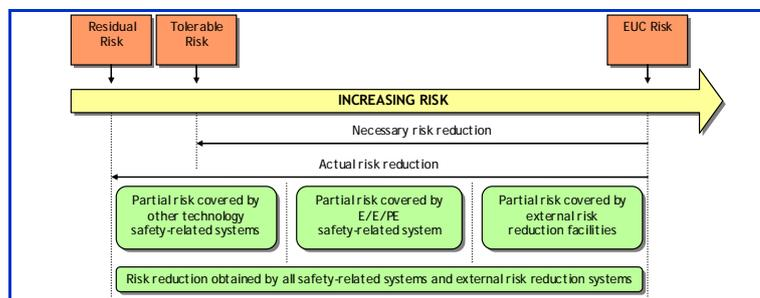 Residual
Risk
Tolerable
Risk
EUC Risk
INCREASING RISK
Necessary risk reduction
Actual risk reduction
Partial risk covered by
other technology
safety-related systems
Partial risk covered by
E/E/PE
safety-related system
Partial risk covered by
external risk
reduction facilities
Risk reduction obtained by all safety-related systems and external risk reduction systems